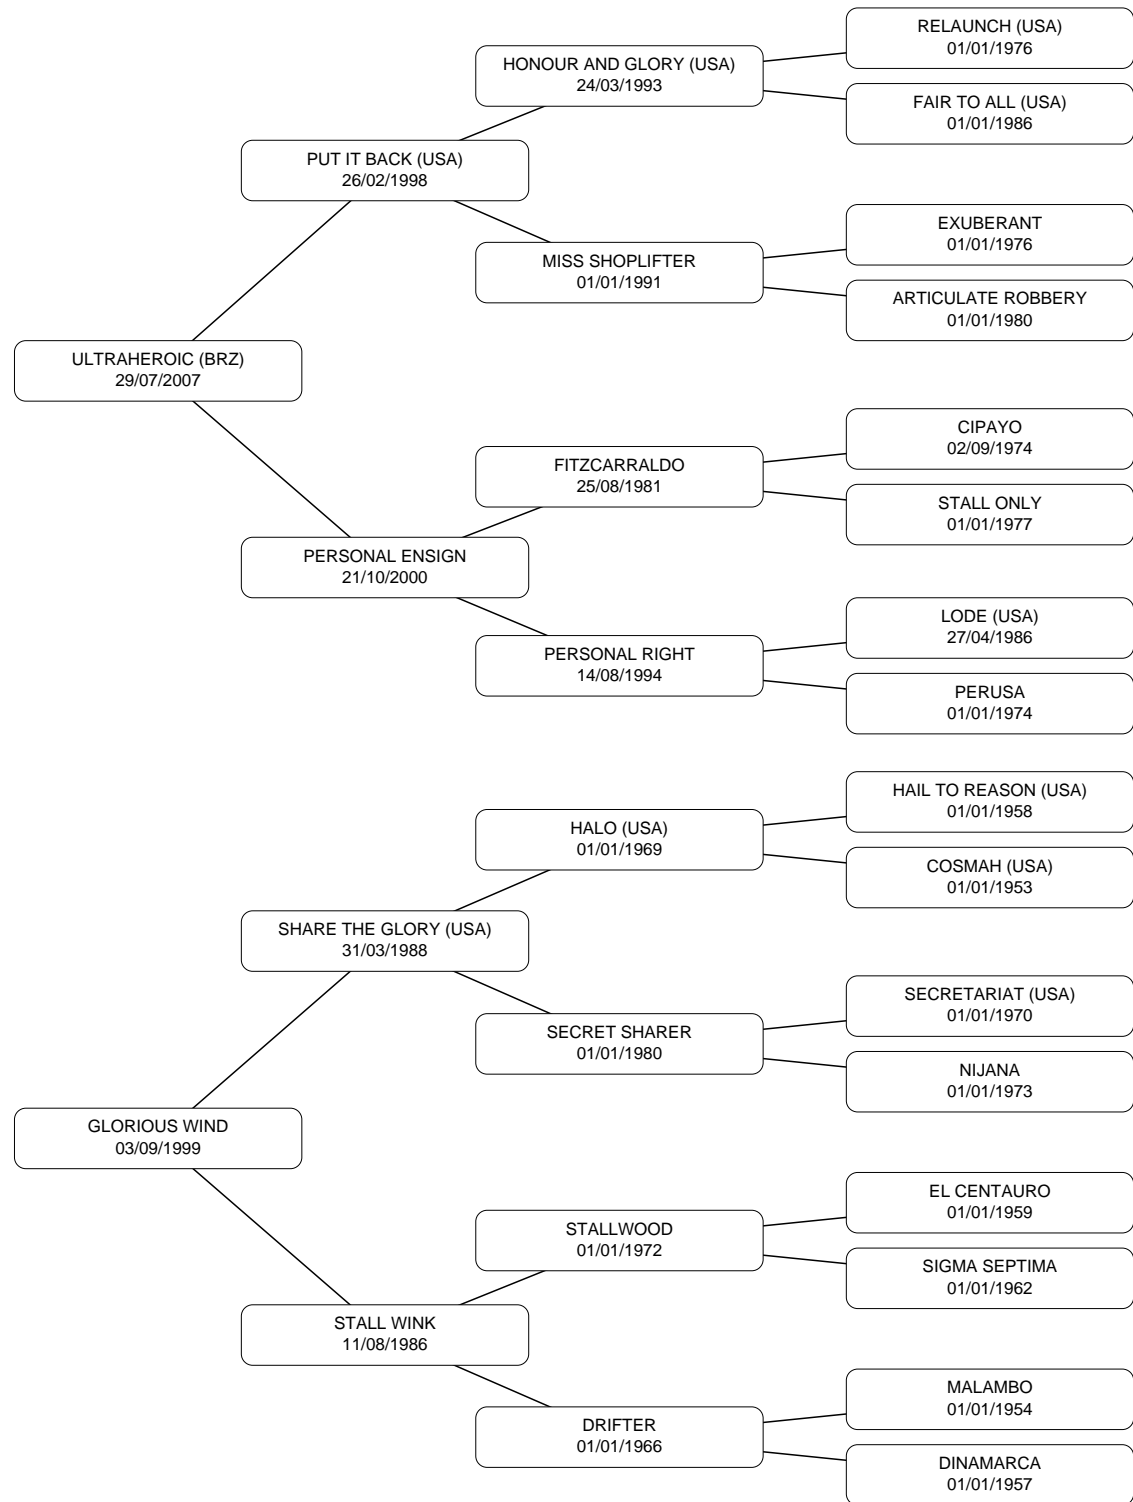 RELAUNCH (USA)
01/01/1976
HONOUR AND GLORY (USA)
24/03/1993
FAIR TO ALL (USA)
01/01/1986
PUT IT BACK (USA)
26/02/1998
EXUBERANT
01/01/1976
MISS SHOPLIFTER
01/01/1991
ARTICULATE ROBBERY
01/01/1980
ULTRAHEROIC (BRZ)
29/07/2007
CIPAYO
02/09/1974
FITZCARRALDO
25/08/1981
STALL ONLY
01/01/1977
PERSONAL ENSIGN
21/10/2000
LODE (USA)
27/04/1986
PERSONAL RIGHT
14/08/1994
PERUSA
01/01/1974
HAIL TO REASON (USA)
01/01/1958
HALO (USA)
01/01/1969
COSMAH (USA)
01/01/1953
SHARE THE GLORY (USA)
31/03/1988
SECRETARIAT (USA)
01/01/1970
SECRET SHARER
01/01/1980
NIJANA
01/01/1973
GLORIOUS WIND
03/09/1999
EL CENTAURO
01/01/1959
STALLWOOD
01/01/1972
SIGMA SEPTIMA
01/01/1962
STALL WINK
11/08/1986
MALAMBO
01/01/1954
DRIFTER
01/01/1966
DINAMARCA
01/01/1957